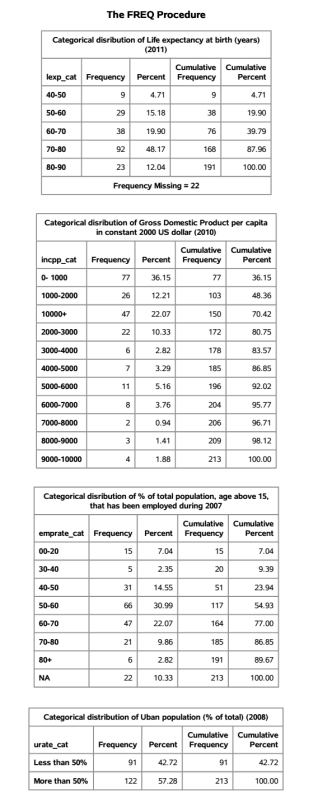 The FREQ Procedure
Categorical disribution of Life expectancy at birth (years)
(2011)
Cumulative Cumulative
lexp_cat Frequency Percent Frequency Percent
40-50 9 4.71 9 4.71
50-60 29 15.18 38 19.90
60-70 38 19.90 76 39.79
70-80 92 48.17 168 87.96
80-90 23 12.04 191 100.00
Frequency Missing = 22
Categorical disribution of Gross Domestic Product per capita
in constant 2000 US dollar (2010)
Cumulative Cumulative
incpp_cat Frequency Percent Frequency Percent
0- 1000 77 36.15 77 36.15
1000-2000 26 12.21 103 48.36
10000+ 47 22.07 150 70.42
2000-3000 22 10.33 172 80.75
3000-4000 6 2.82 178 83.57
4000-5000 7 3.29 185 86.85
5000-6000 11 5.16 196 92.02
6000-7000 8 3.76 204 95.77
7000-8000 2 0.94 206 96.71
8000-9000 3 1.41 209 98.12
9000-10000 4 1.88 213 100.00
Categorical disribution of % of total population, age above 15,
that has been employed during 2007
Cumulative Cumulative
emprate_cat Frequency Percent Frequency Percent
00-20 15 7.04 15 7.04
30-40 5 2.35 20 9.39
40-50 31 14.55 51 23.94
50-60 66 30.99 117 54.93
60-70 47 22.07 164 77.00
70-80 21 9.86 185 86.85
80+ 6 2.82 191 89.67
NA 22 10.33 213 100.00
Categorical distribution of Uban population (% of total) (2008)
Cumulative Cumulative
urate_cat Frequency Percent Frequency Percent
Less than 50% 91 42.72 91 42.72
More than 50% 122 57.28 213 100.00